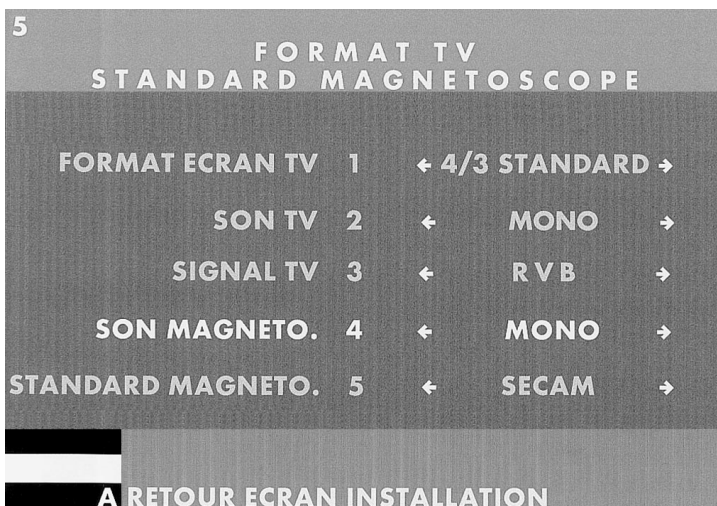 5
FORMAT TV
STANDARD MAGNETOSCOPE
FORMAT ECRAN TV 1 ← 4/3 STANDARD →
SON TV 2 ← MONO →
SIGNAL TV 3 ← RVB →
SON MAGNETO. 4 ← MONO →
STANDARD MAGNETO. 5 ← SECAM →
A RETOUR ECRAN INSTALLATION